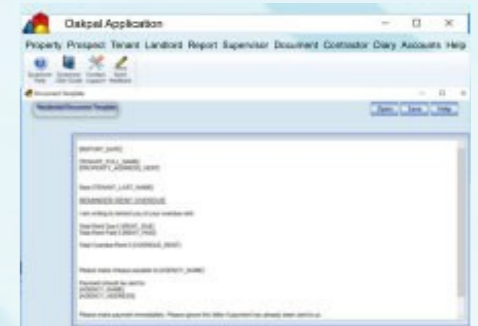 Oakpal Application
Property Prospect Tenant Landlord Report Supervisor Document Contractor Diary Accounts Help
Document Template
Residential Document Template
Open Save Help
[REPORT_DATE]
[TENANT_FULL_NAME]
[PROPERTY_ADDRESS_VERT]
Dear [TENANT_LAST_NAME]
REMINDER RENT OVERDUE
I am writing to remind you of your overdue rent
Total Rent Due £ [RENT_DUE]
Total Rent Paid £ [RENT_PAID]
Total Overdue Rent £ [OVERDUE_RENT]
Please make cheque payable to [AGENCY_NAME]
Payment should be sent to
[AGENCY_NAME]
[AGENCY_ADDRESS]
Please make payment immediately. Please ignore this letter if payment has already been sent to us.